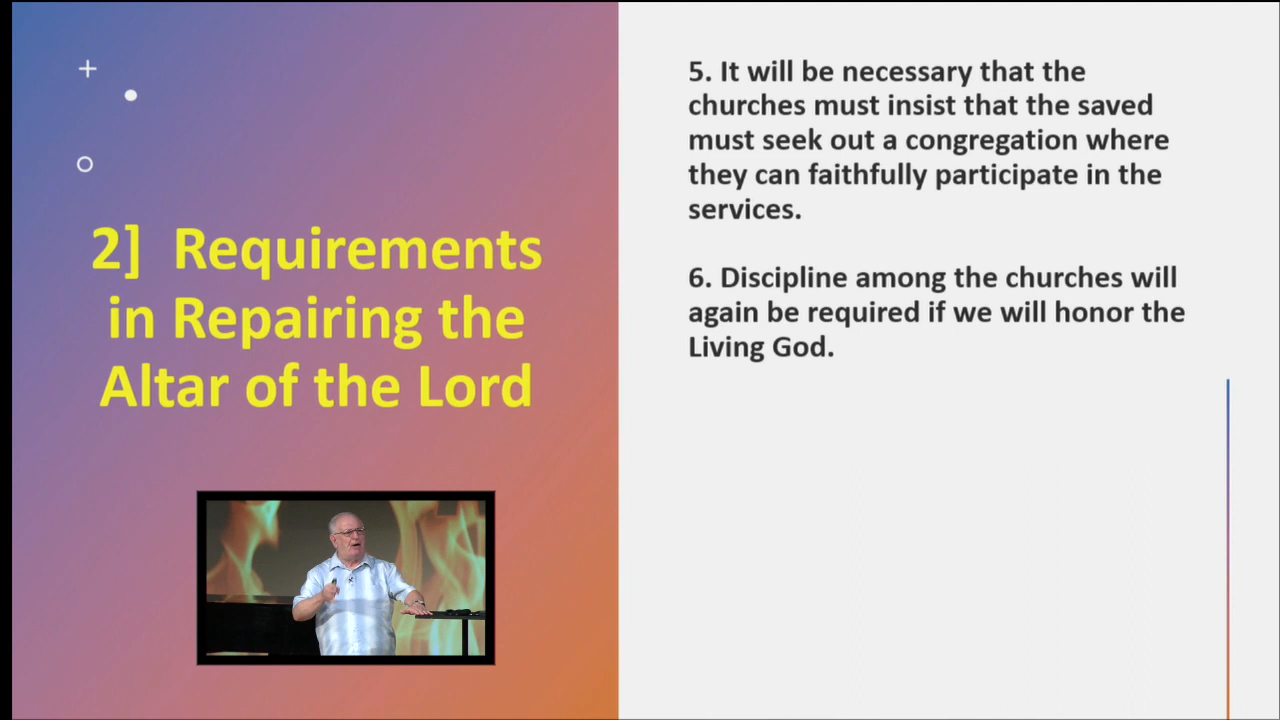 2] Requirements
in Repairing the
Altar of the Lord
5. It will be necessary that the
churches must insist that the saved
must seek out a congregation where
they can faithfully participate in the
services.
6. Discipline among the churches will
again be required if we will honor the
Living God.